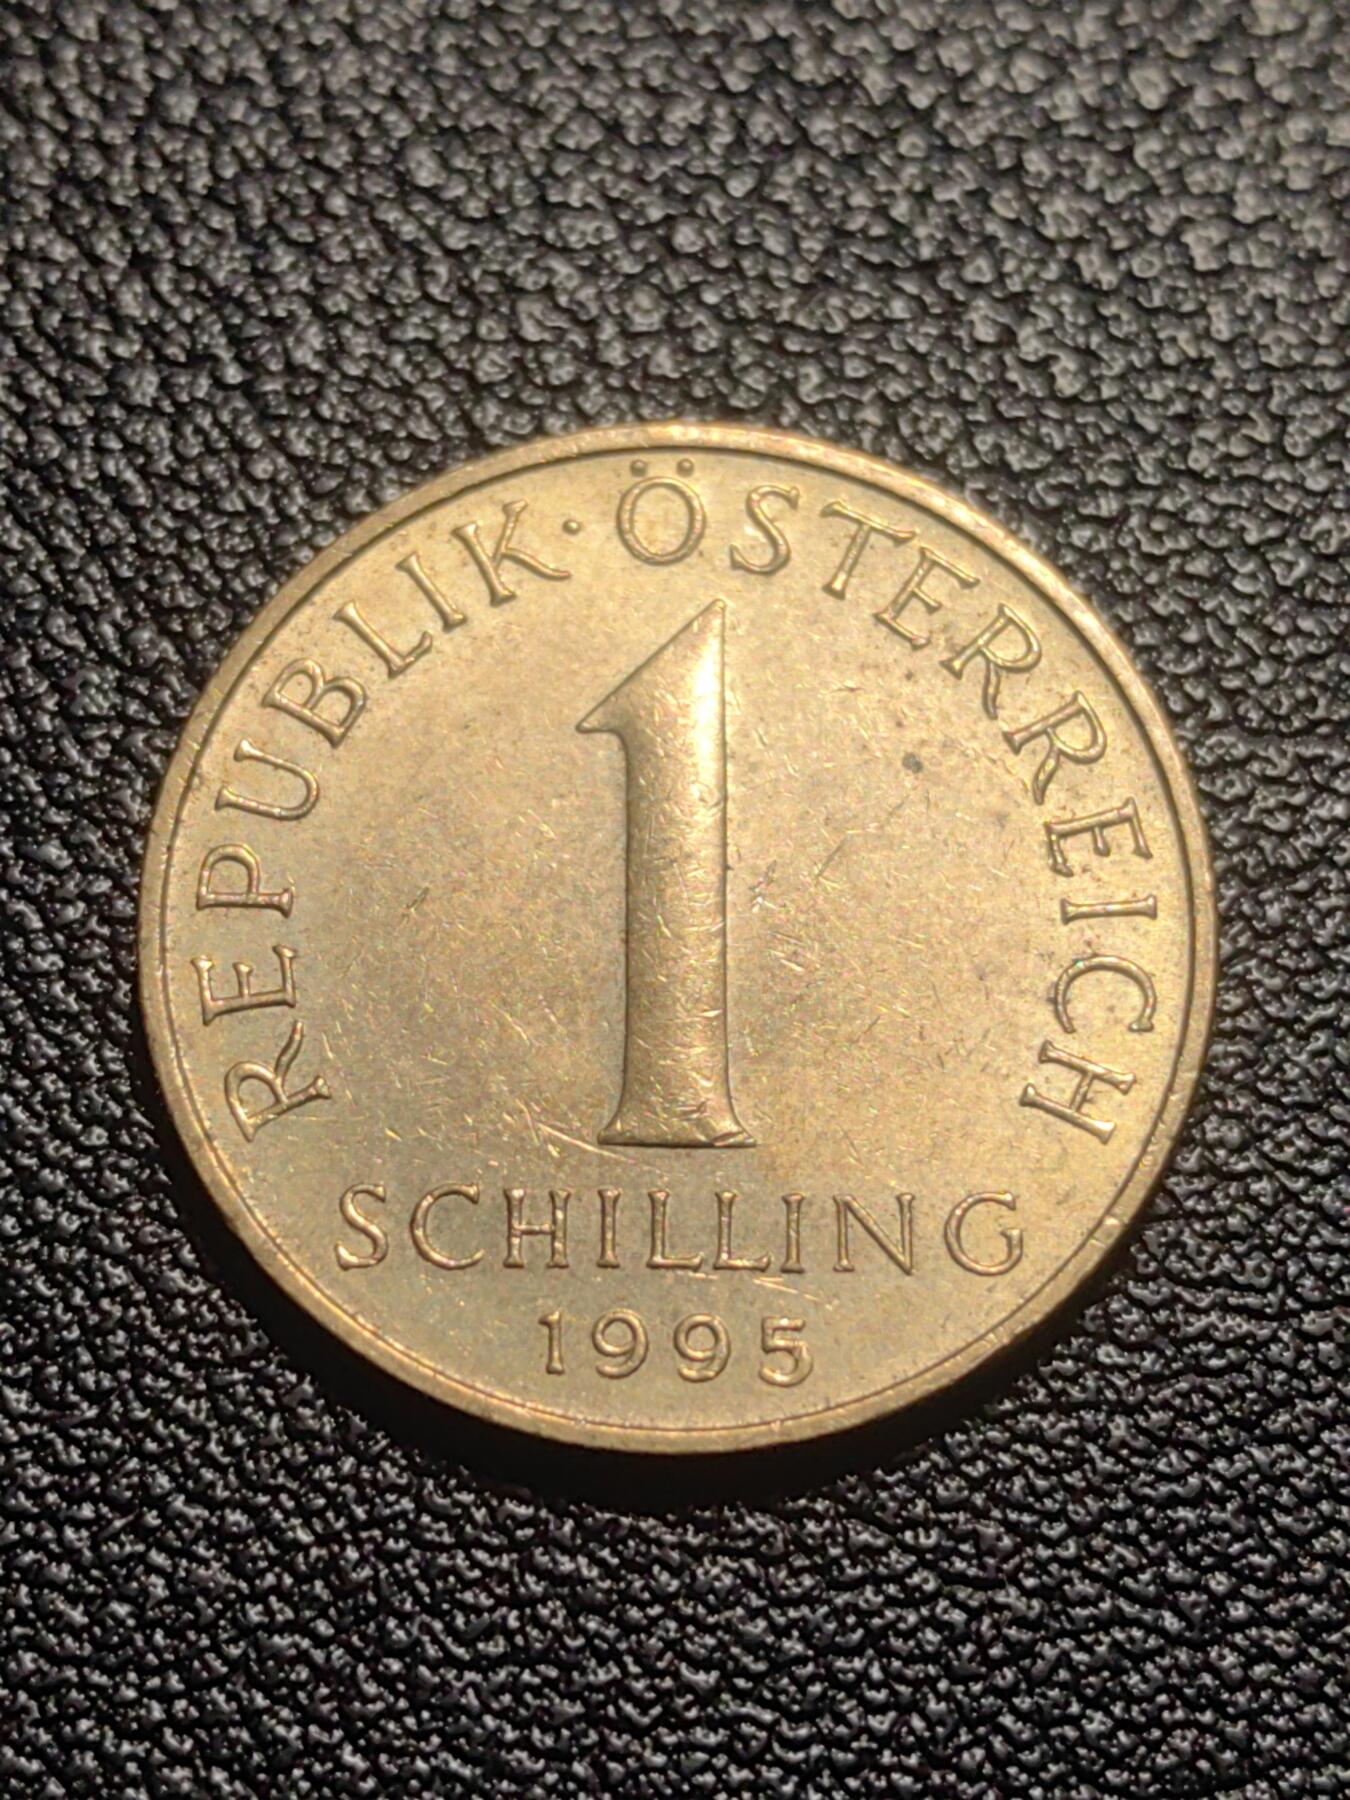 REPUBLIK · ÖSTERREICH
1
SCHILLING
1995